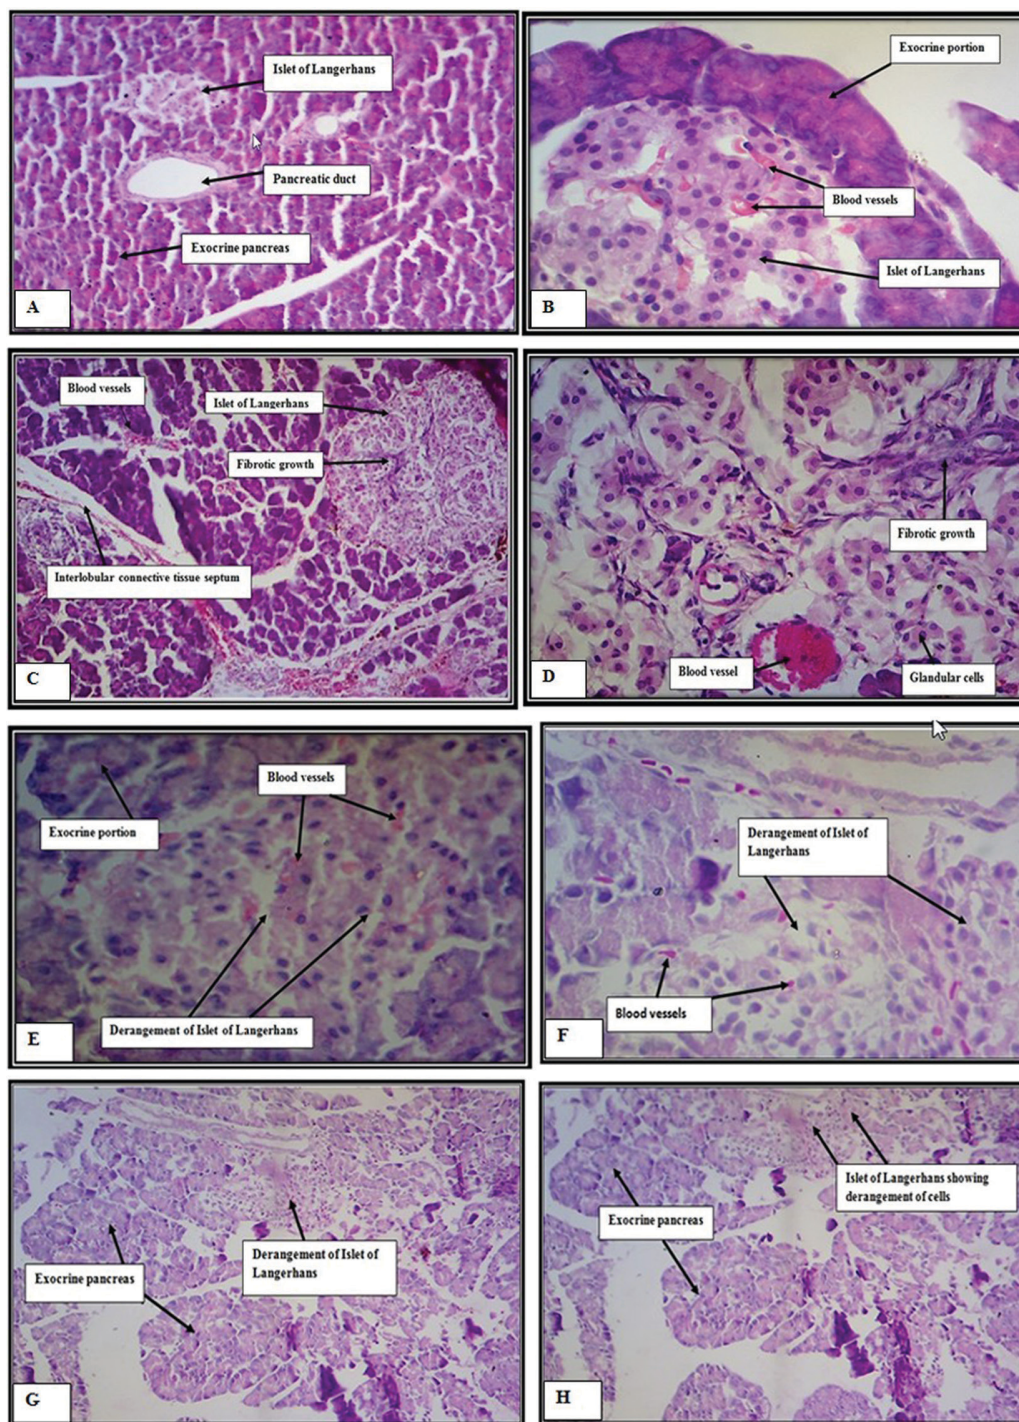 Islet of Langerhans
Pancreatic duct
Exocrine pancreas
A
Exocrine portion
Blood vessels
Islet of Langerhans
B
Blood vessels
Islet of Langerhans
Fibrotic growth
Interlobular connective tissue septum
C
Fibrotic growth
Blood vessel
Glandular cells
D
Blood vessels
Exocrine portion
Derangement of Islet of Langerhans
E
Derangement of Islet of
Langerhans
Blood vessels
F
Derangement of Islet of
Langerhans
Exocrine pancreas
G
Islet of Langerhans showing
derangement of cells
Exocrine pancreas
H